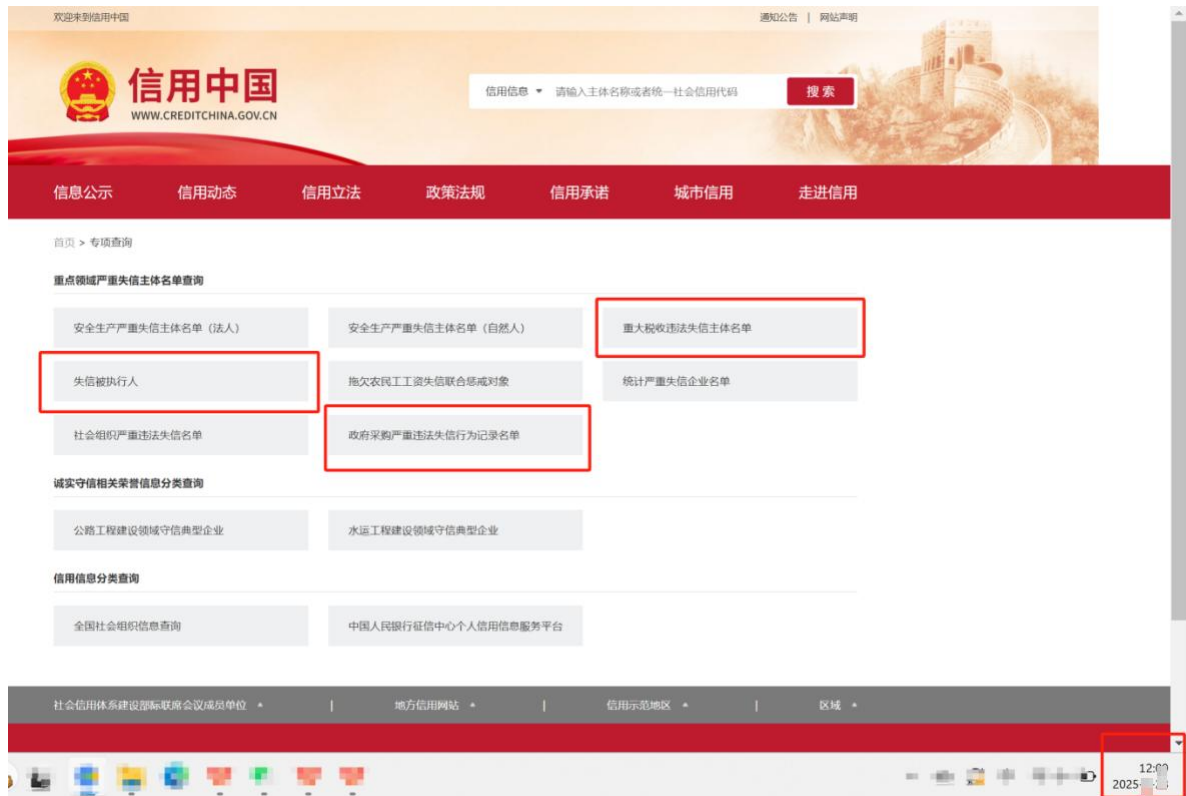 欢迎来到信用中国
通知公告 | 网站声明
信用中国
WWW.CREDITCHINA.GOV.CN
信用信息 请输入主体名称或者统一社会信用代码 搜索
信息公示 信用动态 信用立法 政策法规 信用承诺 城市信用 走进信用
首页 > 专项查询
重点领域严重失信主体名单查询
安全生产严重失信主体名单（法人） 安全生产严重失信主体名单（自然人） 重大税收违法失信主体名单
失信被执行人 拖欠农民工工资失信联合惩戒对象 统计严重失信企业名单
社会组织严重违法失信名单 政府采购严重违法失信行为记录名单
诚实守信相关荣誉信息分类查询
公路工程建设领域守信典型企业 水运工程建设领域守信典型企业
信用信息分类查询
全国社会组织信息查询 中国人民银行征信中心个人信用信息服务平台
社会信用体系建设部际联席会议成员单位 | 地方信用网站 | 信用示范地区 | 区域
2025-